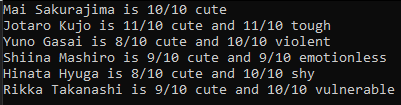 Mai Sakurajima is 10/10 cute
Jotaro Kujo is 11/10 cute and 11/10 tough
Yuno Gasai is 8/10 cute and 10/10 violent
Shiina Mashiro is 9/10 cute and 9/10 emotionless
Hinata Hyuga is 8/10 cute and 10/10 shy
Rikka Takanashi is 9/10 cute and 10/10 vulnerable